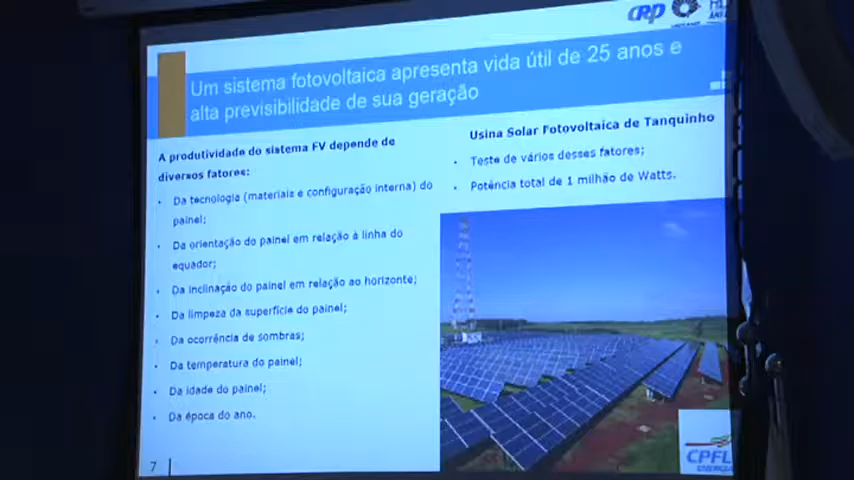 CRP
Um sistema fotovoltaica apresenta vida útil de 25 anos e
alta previsibilidade de sua geração
A produtividade do sistema FV depende de
diversos fatores:
• Da tecnologia (materiais e configuração interna) do
painel;
• Da orientação do painel em relação à linha do
equador;
• Da inclinação do painel em relação ao horizonte;
• Da limpeza da superfície do painel;
• Da ocorrência de sombras;
• Da temperatura do painel;
• Da idade do painel;
• Da época do ano.
Usina Solar Fotovoltaica de Tanquinho
• Teste de vários desses fatores;
• Potência total de 1 milhão de Watts.
CPFL
ENERGIA
7